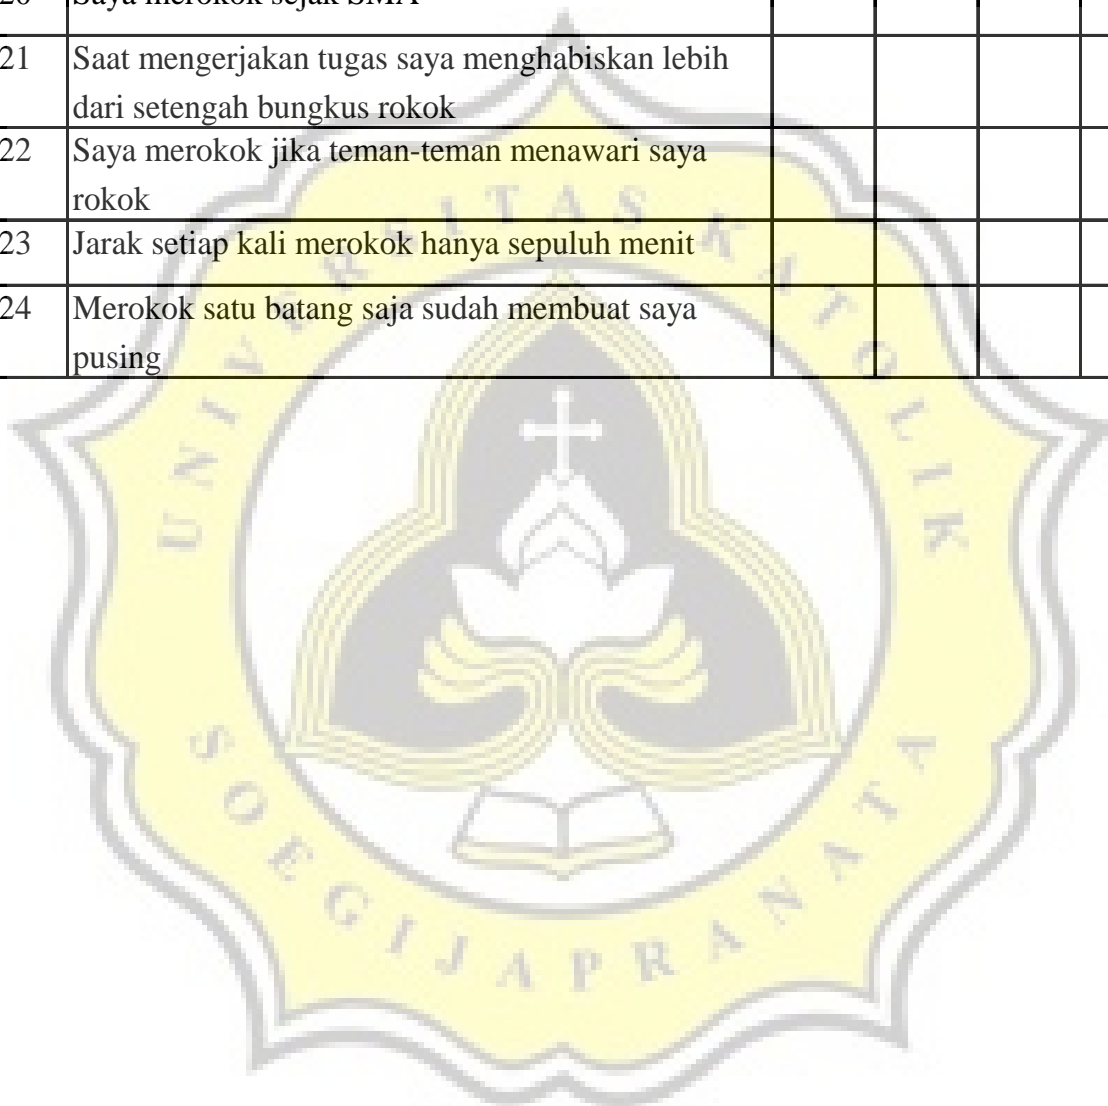 20 Saya merokok sejak SMA
21 Saat mengerjakan tugas saya menghabiskan lebih
dari setengah bungkus rokok
22 Saya merokok jika teman-teman menawari saya
rokok
23 Jarak setiap kali merokok hanya sepuluh menit
24 Merokok satu batang saja sudah membuat saya
pusing
UNIVERSITAS KATOLIK
SOEGIJAPRANATA